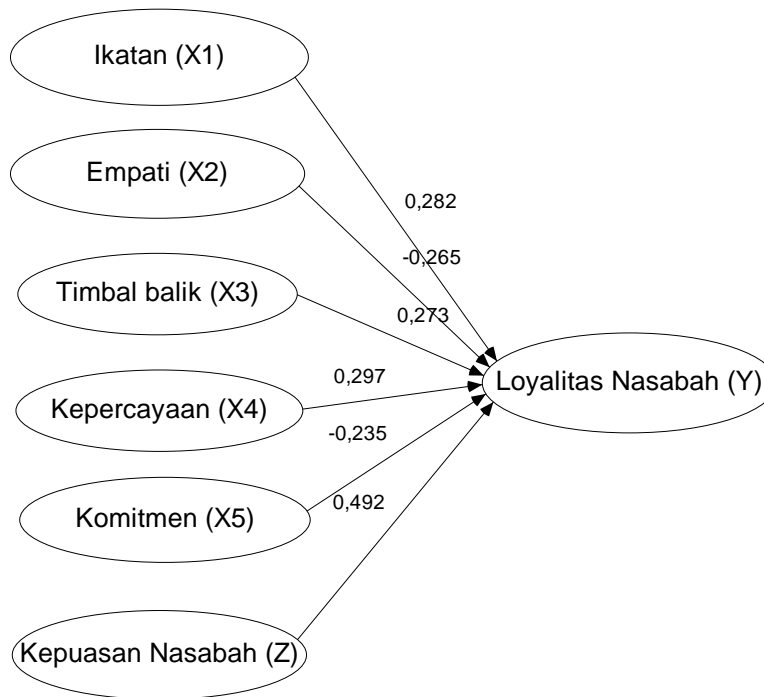 Ikatan (X1)
Empati (X2)
0,282
-0,265
Timbal balik (X3)
0,273
Loyalitas Nasabah (Y)
0,297
Kepercayaan (X4)
-0,235
0,492
Komitmen (X5)
Kepuasan Nasabah (Z)